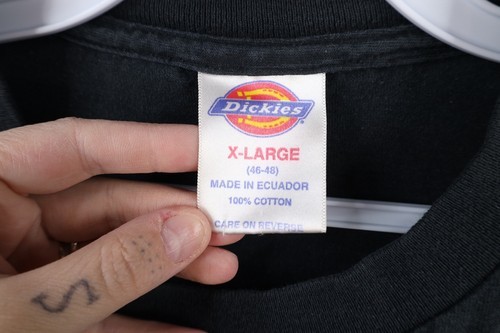 Dickies
X-LARGE
(46-48)
MADE IN ECUADOR
100% COTTON
CARE ON REVERSE
S